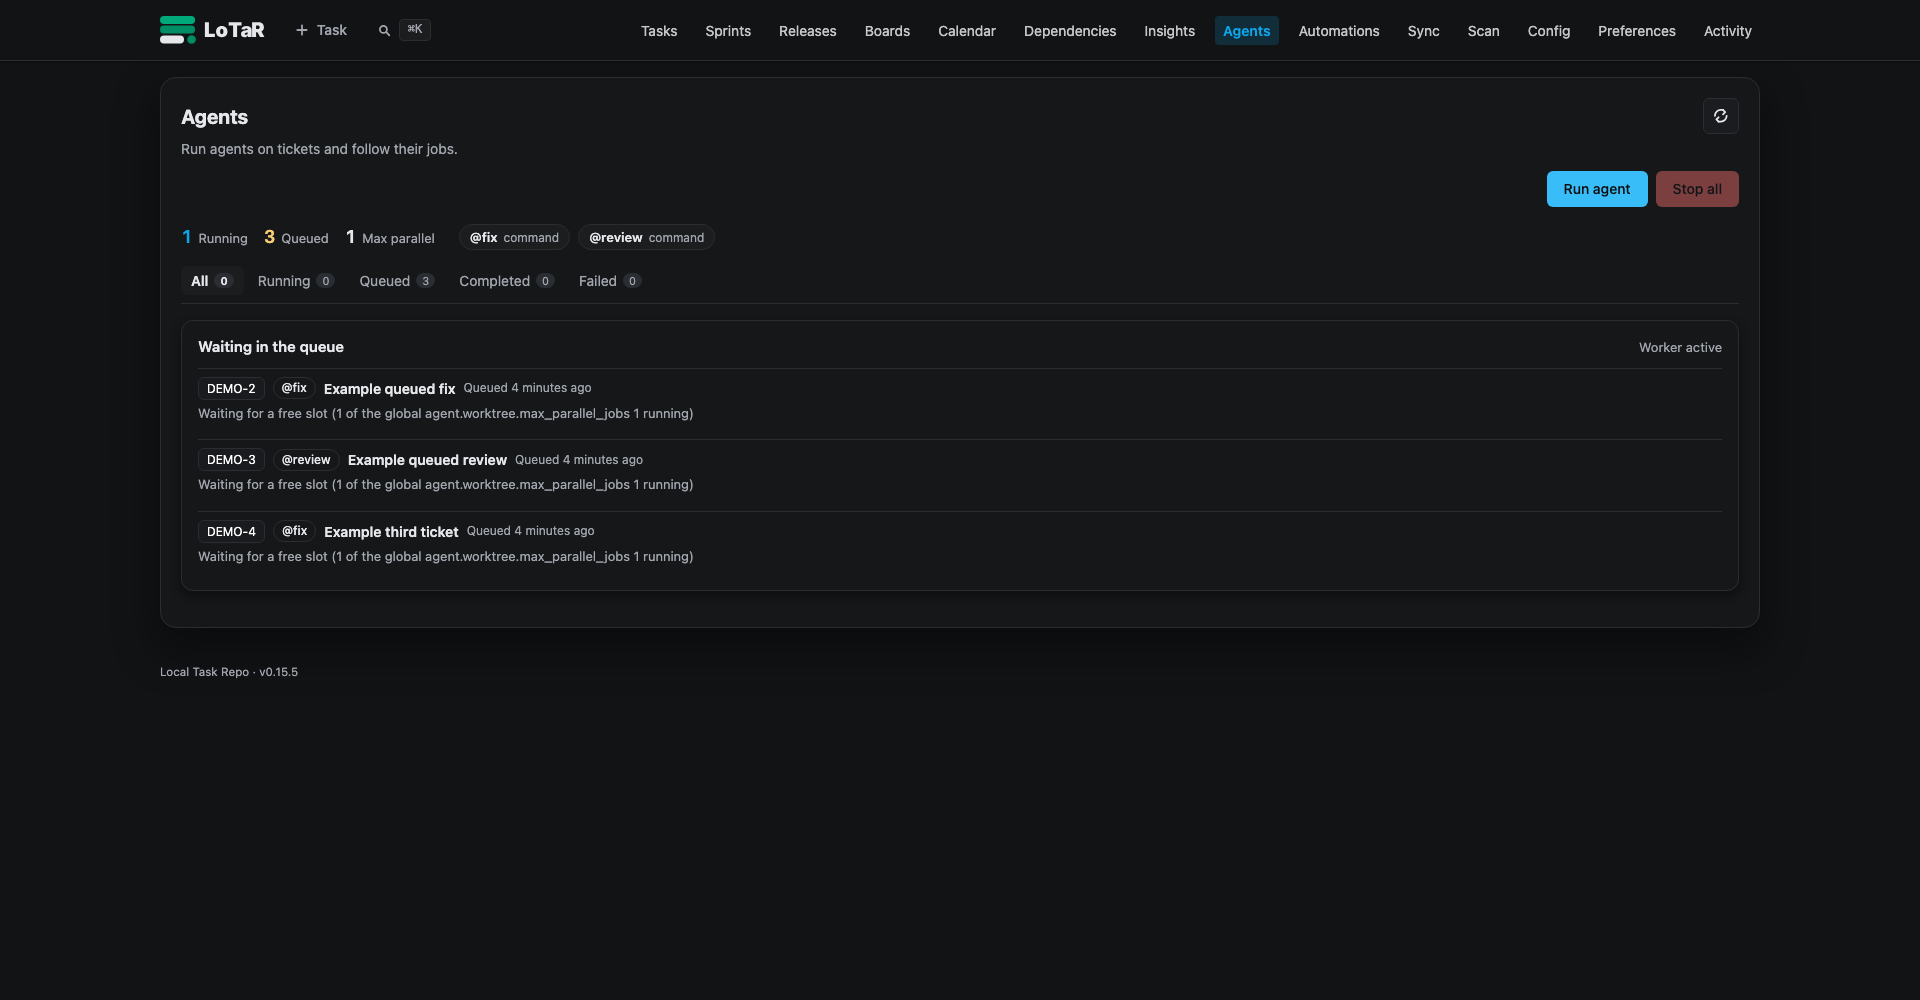 LoTaR + Task ⌘K Tasks Sprints Releases Boards Calendar Dependencies Insights Agents Automations Sync Scan Config Preferences Activity
Agents
Run agents on tickets and follow their jobs.
Run agent Stop all
1 Running 3 Queued 1 Max parallel @fix command @review command
All 0 Running 0 Queued 3 Completed 0 Failed 0
Waiting in the queue Worker active
DEMO-2 @fix Example queued fix Queued 4 minutes ago
Waiting for a free slot (1 of the global agent.worktree.max_parallel_jobs 1 running)
DEMO-3 @review Example queued review Queued 4 minutes ago
Waiting for a free slot (1 of the global agent.worktree.max_parallel_jobs 1 running)
DEMO-4 @fix Example third ticket Queued 4 minutes ago
Waiting for a free slot (1 of the global agent.worktree.max_parallel_jobs 1 running)
Local Task Repo · v0.15.5